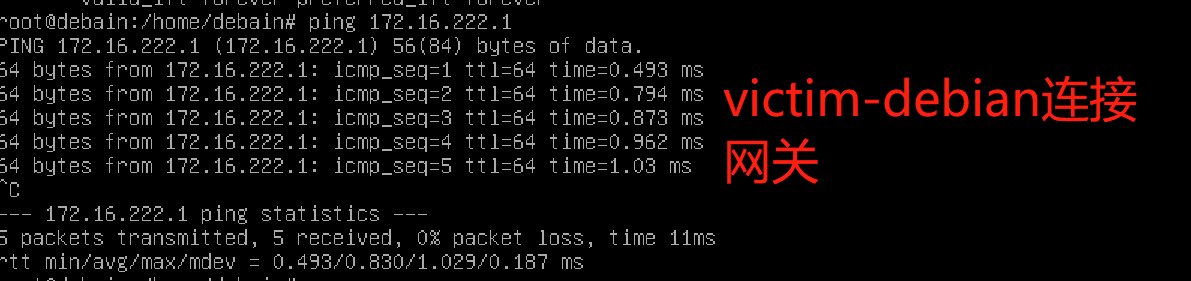 valid_lft forever preferred_lft forever
root@debain:/home/debain# ping 172.16.222.1
PING 172.16.222.1 (172.16.222.1) 56(84) bytes of data.
64 bytes from 172.16.222.1: icmp_seq=1 ttl=64 time=0.493 ms
64 bytes from 172.16.222.1: icmp_seq=2 ttl=64 time=0.794 ms
64 bytes from 172.16.222.1: icmp_seq=3 ttl=64 time=0.873 ms
64 bytes from 172.16.222.1: icmp_seq=4 ttl=64 time=0.962 ms
64 bytes from 172.16.222.1: icmp_seq=5 ttl=64 time=1.03 ms
^C
--- 172.16.222.1 ping statistics ---
5 packets transmitted, 5 received, 0% packet loss, time 11ms
rtt min/avg/max/mdev = 0.493/0.830/1.029/0.187 ms
victim-debian连接
网关